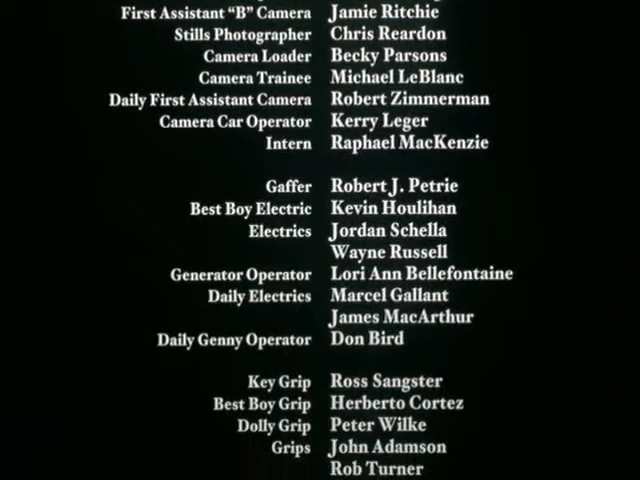 First Assistant “B” Camera Jamie Ritchie
Stills Photographer Chris Reardon
Camera Loader Becky Parsons
Camera Trainee Michael LeBlanc
Daily First Assistant Camera Robert Zimmerman
Camera Car Operator Kerry Leger
Intern Raphael MacKenzie
Gaffer Robert J. Petrie
Best Boy Electric Kevin Houlihan
Electrics Jordan Schella
Wayne Russell
Generator Operator Lori Ann Bellefontaine
Daily Electrics Marcel Gallant
James MacArthur
Daily Genny Operator Don Bird
Key Grip Ross Sangster
Best Boy Grip Herberto Cortez
Dolly Grip Peter Wilke
Grips John Adamson
Rob Turner